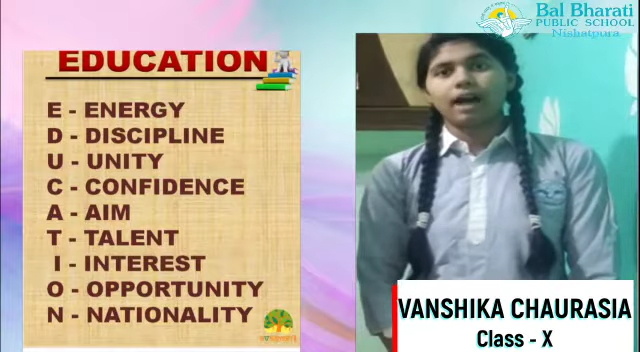 Bal Bharati
PUBLIC SCHOOL
Nishatpura
EDUCATION
E - ENERGY
D - DISCIPLINE
U - UNITY
C - CONFIDENCE
A - AIM
T - TALENT
I - INTEREST
O - OPPORTUNITY
N - NATIONALITY
VANSHIKA CHAURASIA
Class - X